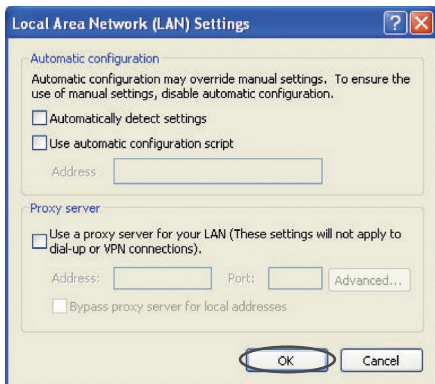 Local Area Network (LAN) Settings
Automatic configuration
Automatic configuration may override manual settings. To ensure the
use of manual settings, disable automatic configuration.
Automatically detect settings
Use automatic configuration script
Address
Proxy server
Use a proxy server for your LAN (These settings will not apply to
dial-up or VPN connections).
Address: Port: Advanced...
Bypass proxy server for local addresses
OK Cancel